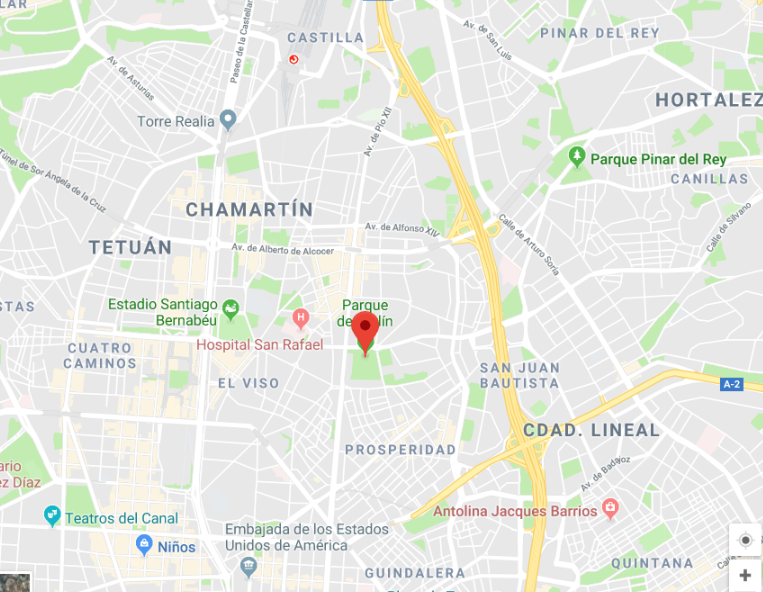 LAR
CASTILLA
Av. de San Luis
PINAR DEL REY
Paseo de la Castellan
Av. de Asturias
HORTALEZ
Torre Realia
Av. de Pío XII
Parque Pinar del Rey
CANILLAS
Túnel de Sor Ángela de la Cruz
CHAMARTÍN
Calle de Silvano
Av. de Alfonso XIV
Calle de Arturo Soria
TETUÁN
Av. de Alberto de Alcocer
STAS
Estadio Santiago
Bernabéu
Parque
de
lín
H
Hospital San Rafael
CUATRO
CAMINOS
EL VISO
SAN JUAN
BAUTISTA
A-2
CDAD. LINEAL
PROSPERIDAD
Av. de Badajoz
ario
ez Díaz
Antolina Jacques Barrios
Teatros del Canal
Niños
Embajada de los Estados
Unidos de América
GUINDALERA
QUINTANA
Calle
+